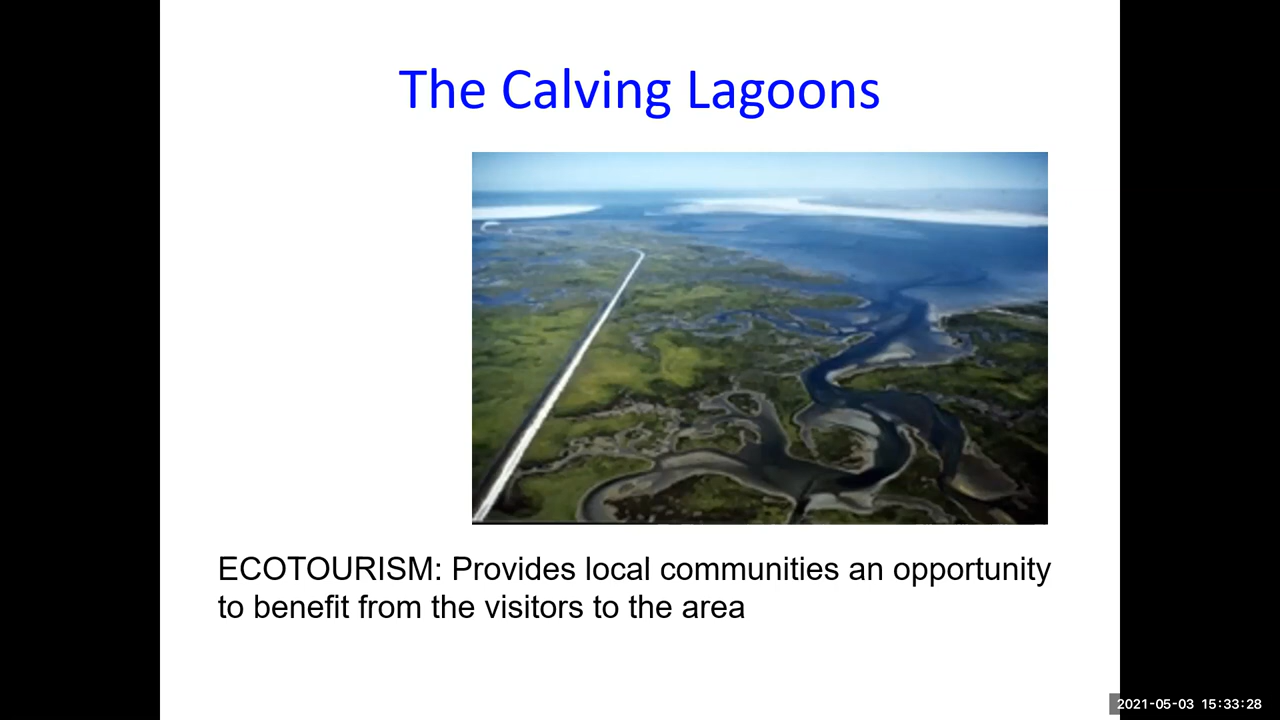 The Calving Lagoons
ECOTOURISM: Provides local communities an opportunity
to benefit from the visitors to the area
2021-05-03 15:33:28